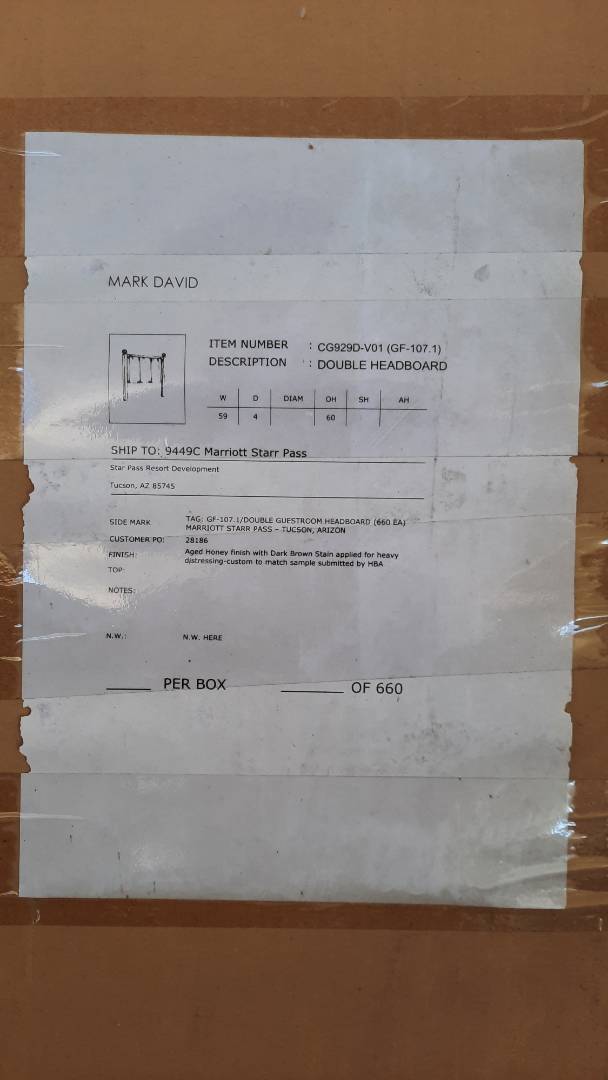 MARK DAVID
ITEM NUMBER : CG929D-V01 (GF-107.1)
DESCRIPTION : DOUBLE HEADBOARD
W D DIAM OH SH AH
59 4 60
SHIP TO: 9449C Marriott Starr Pass
Star Pass Resort Development
Tucson, AZ 85745
SIDE MARK TAG: GF-107.1/DOUBLE GUESTROOM HEADBOARD (660 EA)
MARRIOTT STARR PASS - TUCSON, ARIZON
CUSTOMER PO: 28186
FINISH: Aged Honey finish with Dark Brown Stain applied for heavy
distressing-custom to match sample submitted by HBA
TOP:
NOTES:
N.W.: N.W. HERE
____ PER BOX ______ OF 660